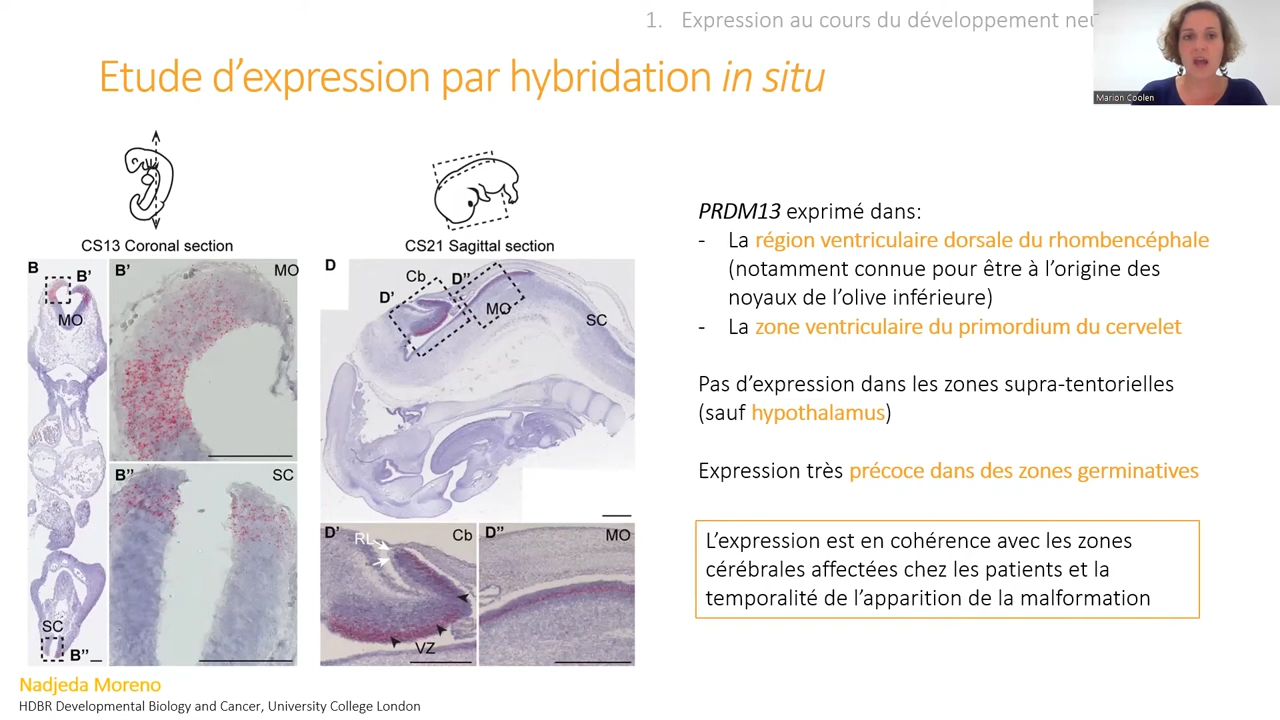 1. Expression au cours du développement
Marion Coolen
Etude d’expression par hybridation in situ
CS13 Coronal section
CS21 Sagittal section
B
B’
MO
SC
B’’
B’
MO
B’’
SC
D
Cb
D’
D’’
MO
SC
D’
RL
Cb
VZ
D’’
MO
PRDM13 exprimé dans:
- La région ventriculaire dorsale du rhombencéphale
(notamment connue pour être à l’origine des
noyaux de l’olive inférieure)
- La zone ventriculaire du primordium du cervelet
Pas d’expression dans les zones supra-tentorielles
(sauf hypothalamus)
Expression très précoce dans des zones germinatives
L’expression est en cohérence avec les zones
cérébrales affectées chez les patients et la
temporalité de l’apparition de la malformation
Nadjeda Moreno
HDBR Developmental Biology and Cancer, University College London